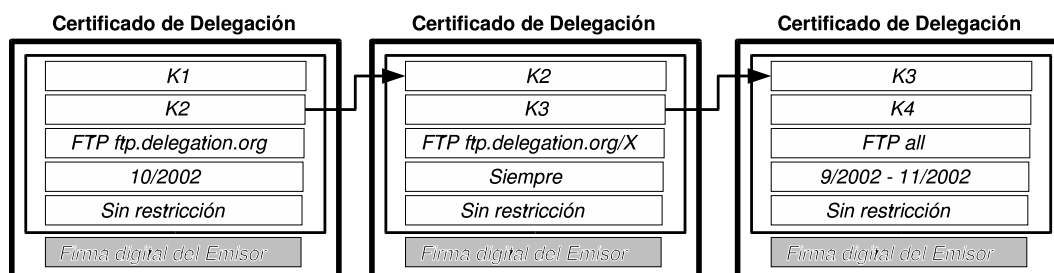 Certificado de Delegación
K1
K2
FTP ftp.delegation.org
10/2002
Sin restricción
Firma digital del Emisor
Certificado de Delegación
K2
K3
FTP ftp.delegation.org/X
Siempre
Sin restricción
Firma digital del Emisor
Certificado de Delegación
K3
K4
FTP all
9/2002 - 11/2002
Sin restricción
Firma digital del Emisor